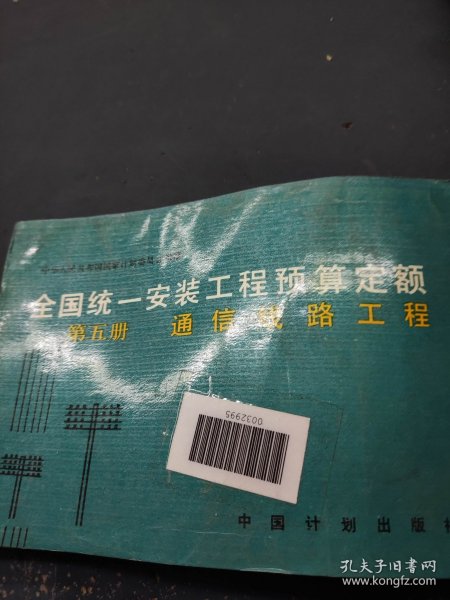 全国统一安装工程预算定额
第五册 通信线路工程
0032995
中国计划出版
孔夫子旧书网
www.kongfz.com